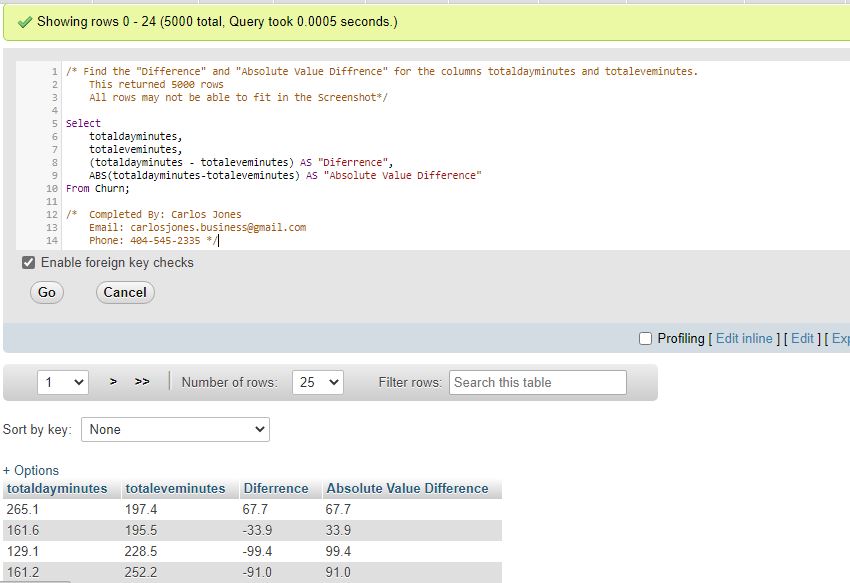 Showing rows 0 - 24 (5000 total, Query took 0.0005 seconds.)
1 /* Find the "Difference" and "Absolute Value Diffrence" for the columns totaldayminutes and totaleveminutes.
2 This returned 5000 rows
3 All rows may not be able to fit in the Screenshot*/
4
5 Select
6 totaldayminutes,
7 totaleveminutes,
8 (totaldayminutes - totaleveminutes) AS "Diferrence",
9 ABS(totaldayminutes-totaleveminutes) AS "Absolute Value Difference"
10 From Churn;
11
12 /* Completed By: Carlos Jones
13 Email: carlosjones.business@gmail.com
14 Phone: 404-545-2335 */
Enable foreign key checks
Go Cancel
Profiling [ Edit inline ] [ Edit ] [ Exp
1 > >> Number of rows: 25 Filter rows: Search this table
Sort by key: None
+ Options
totaldayminutes totaleveminutes Diferrence Absolute Value Difference
265.1 197.4 67.7 67.7
161.6 195.5 -33.9 33.9
129.1 228.5 -99.4 99.4
161.2 252.2 -91.0 91.0